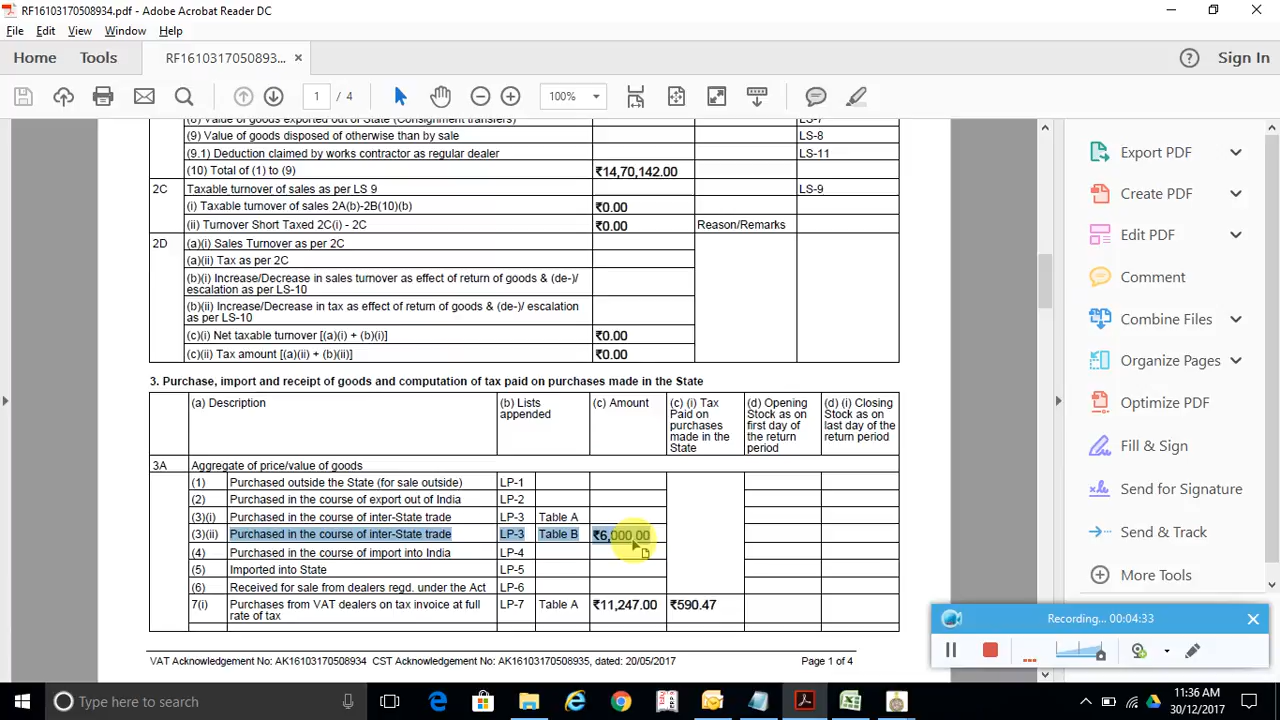 RF16103170508934.pdf - Adobe Acrobat Reader DC
File Edit View Window Help
Home Tools RF1610317050893... × Sign In
1 / 4 100%
(8) Value of goods exported out of State (Consignment transfers) LS-7
(9) Value of goods disposed of otherwise than by sale LS-8
(9.1) Deduction claimed by works contractor as regular dealer LS-11
(10) Total of (1) to (9) ₹14,70,142.00
2C Taxable turnover of sales as per LS 9 LS-9
(i) Taxable turnover of sales 2A(b)-2B(10)(b) ₹0.00
(ii) Turnover Short Taxed 2C(i) - 2C ₹0.00 Reason/Remarks
2D (a)(i) Sales Turnover as per 2C
(a)(ii) Tax as per 2C
(b)(i) Increase/Decrease in sales turnover as effect of return of goods & (de-)/
escalation as per LS-10
(b)(ii) Increase/Decrease in tax as effect of return of goods & (de-)/ escalation
as per LS-10
(c)(i) Net taxable turnover [(a)(i) + (b)(i)] ₹0.00
(c)(ii) Tax amount [(a)(ii) + (b)(ii)] ₹0.00
3. Purchase, import and receipt of goods and computation of tax paid on purchases made in the State
(a) Description (b) Lists (c) Amount (c) (i) Tax (d) Opening (d) (i) Closing
appended Paid on Stock as on Stock as on
purchases first day of last day of the
made in the the return return period
State period
3A Aggregate of price/value of goods
(1) Purchased outside the State (for sale outside) LP-1
(2) Purchased in the course of export out of India LP-2
(3)(i) Purchased in the course of inter-State trade LP-3 Table A
(3)(ii) Purchased in the course of inter-State trade LP-3 Table B ₹6,000.00
(4) Purchased in the course of import into India LP-4
(5) Imported into State LP-5
(6) Received for sale from dealers regd. under the Act LP-6
7(i) Purchases from VAT dealers on tax invoice at full LP-7 Table A ₹11,247.00 ₹590.47
rate of tax
VAT Acknowledgement No: AK16103170508934 CST Acknowledgement No: AK16103170508935, dated: 20/05/2017 Page 1 of 4
Export PDF
Create PDF
Edit PDF
Comment
Combine Files
Organize Pages
Optimize PDF
Fill & Sign
Send for Signature
Send & Track
More Tools
Recording... 00:04:33
Type here to search
11:36 AM
30/12/2017